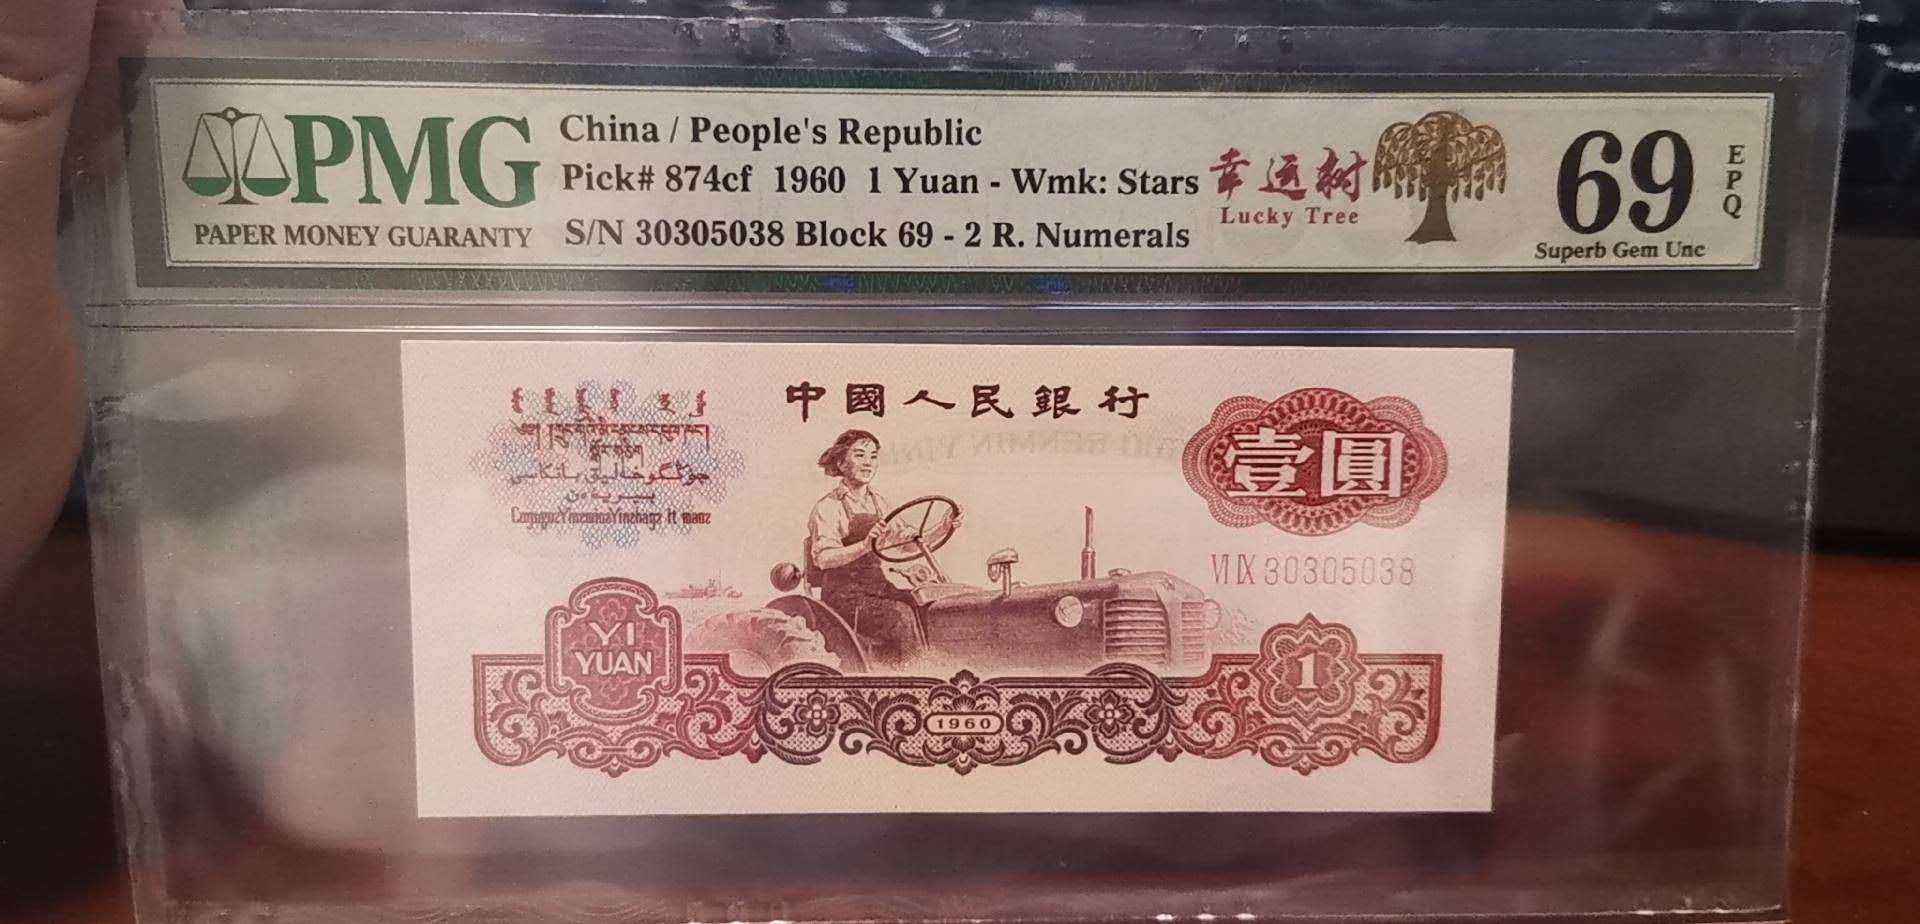 PMG
PAPER MONEY GUARANTY
China / People's Republic
Pick# 874cf 1960 1 Yuan - Wmk: Stars
S/N 30305038 Block 69 - 2 R. Numerals
幸运树
Lucky Tree
69
EPQ
Superb Gem Unc
中國人民銀行
壹圓
VI IX 30305038
YI
YUAN
1960
1